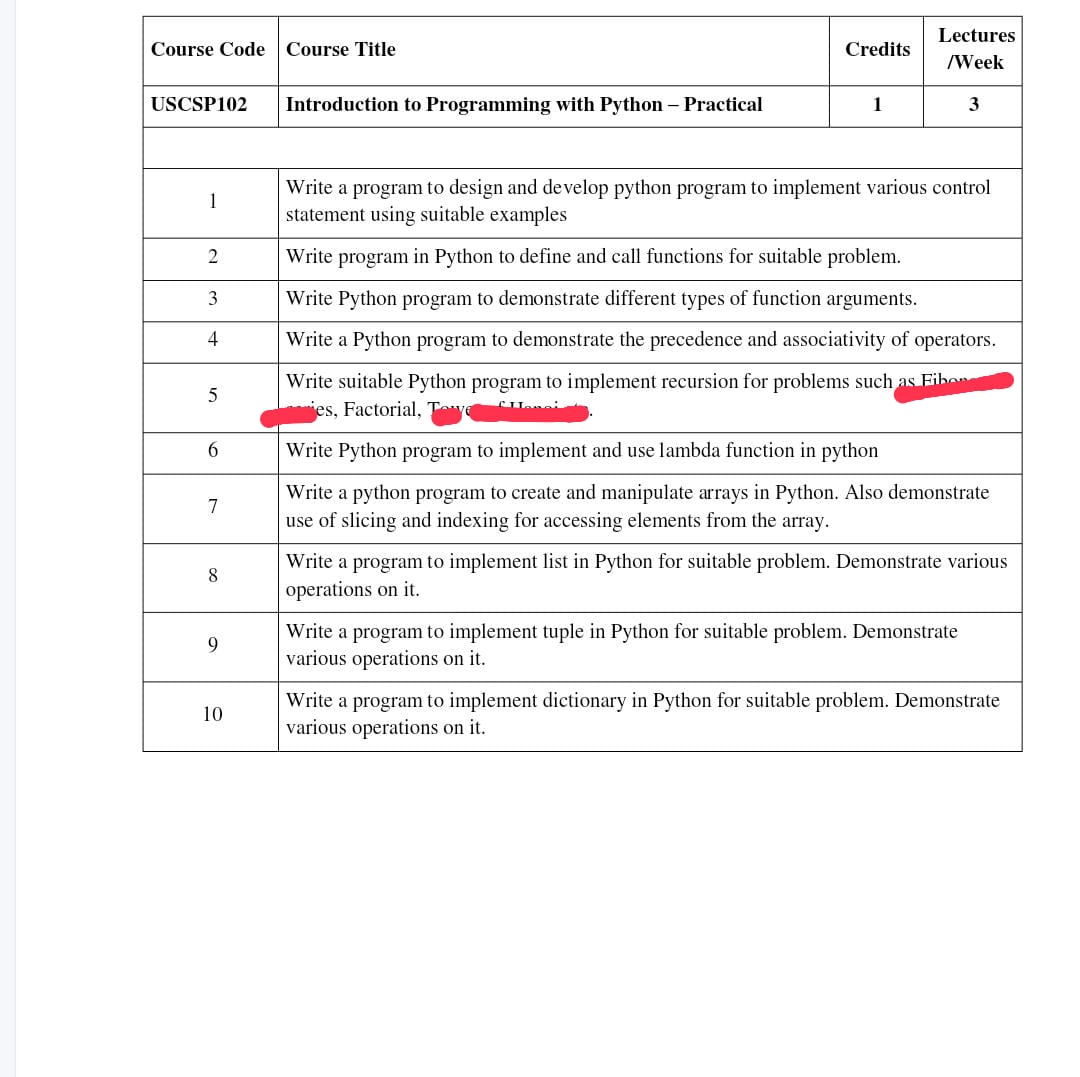 Course Code Course Title Credits Lectures
/Week
USCSP102 Introduction to Programming with Python – Practical 1 3
1 Write a program to design and develop python program to implement various control
statement using suitable examples
2 Write program in Python to define and call functions for suitable problem.
3 Write Python program to demonstrate different types of function arguments.
4 Write a Python program to demonstrate the precedence and associativity of operators.
5 Write suitable Python program to implement recursion for problems such as
Factorial,
6 Write Python program to implement and use lambda function in python
7 Write a python program to create and manipulate arrays in Python. Also demonstrate
use of slicing and indexing for accessing elements from the array.
8 Write a program to implement list in Python for suitable problem. Demonstrate various
operations on it.
9 Write a program to implement tuple in Python for suitable problem. Demonstrate
various operations on it.
10 Write a program to implement dictionary in Python for suitable problem. Demonstrate
various operations on it.